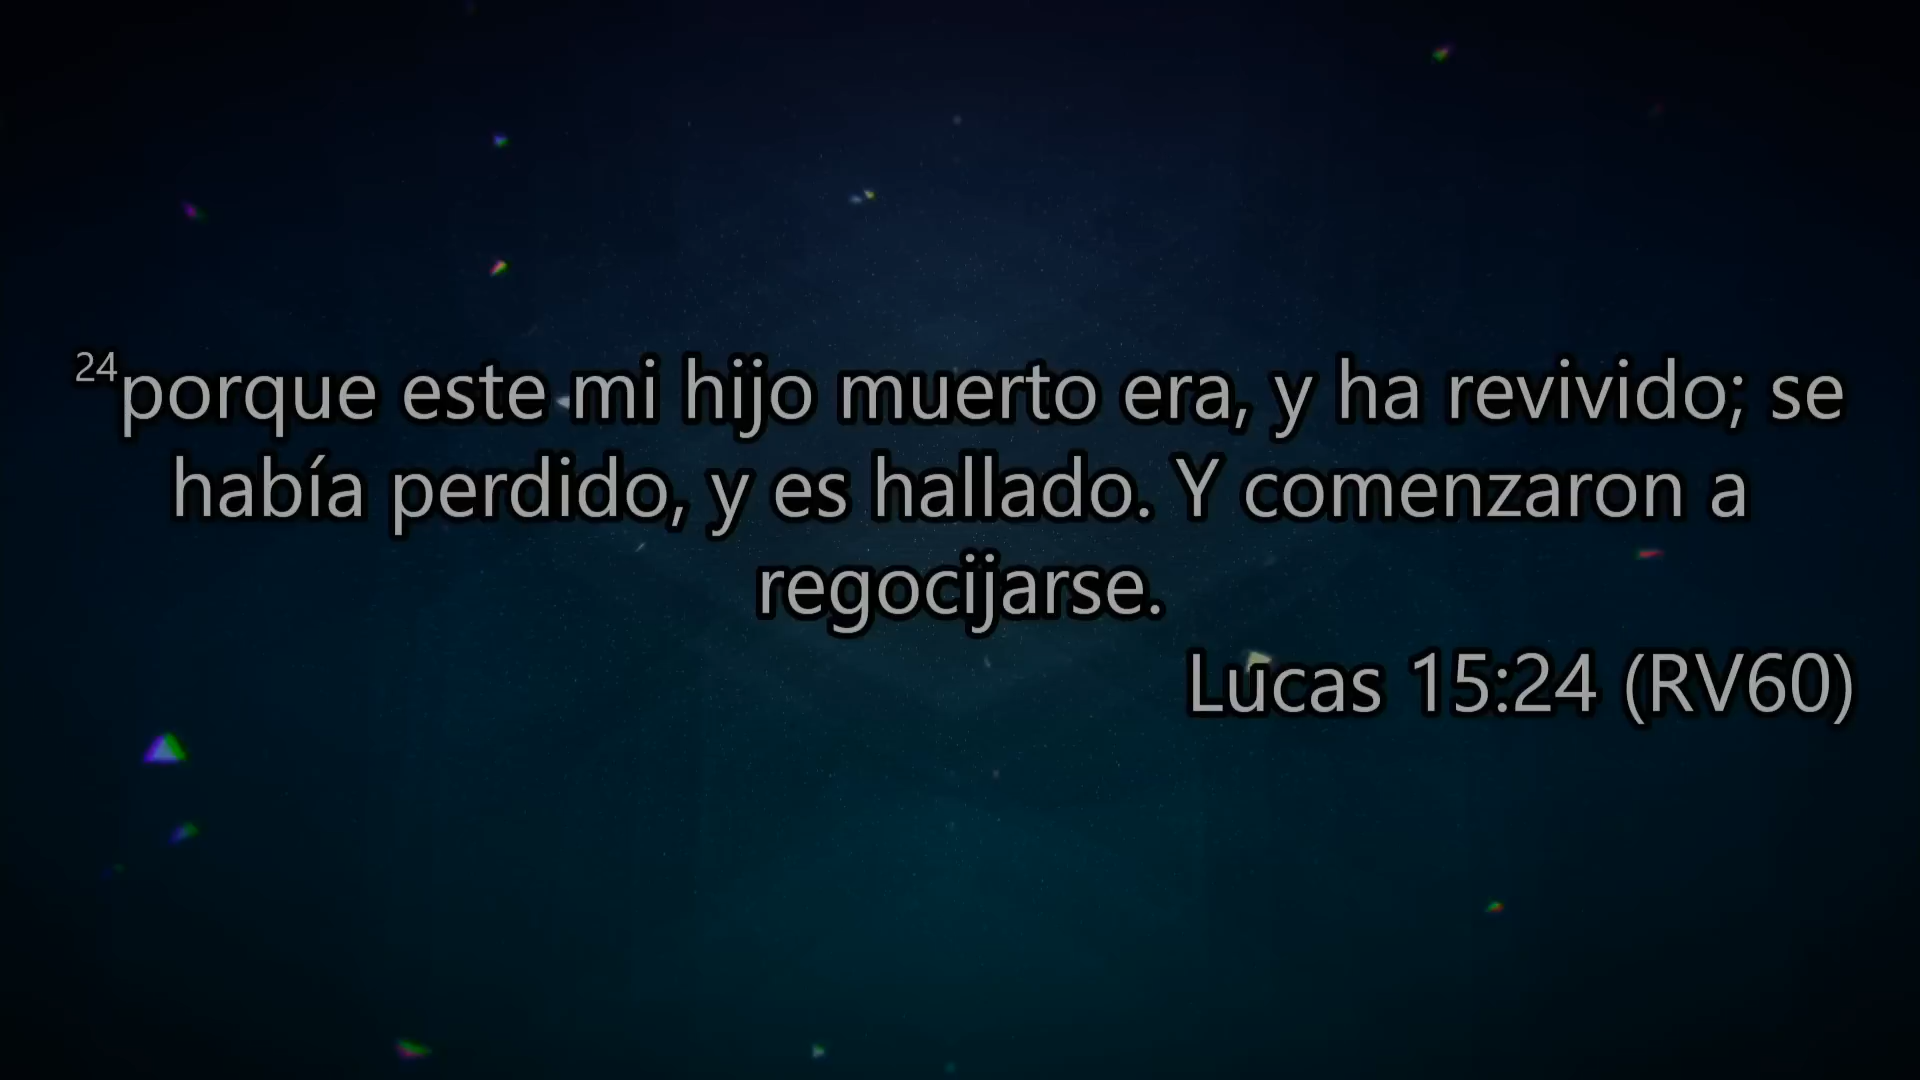 24porque este mi hijo muerto era, y ha revivido; se
había perdido, y es hallado. Y comenzaron a
regocijarse.
Lucas 15:24 (RV60)